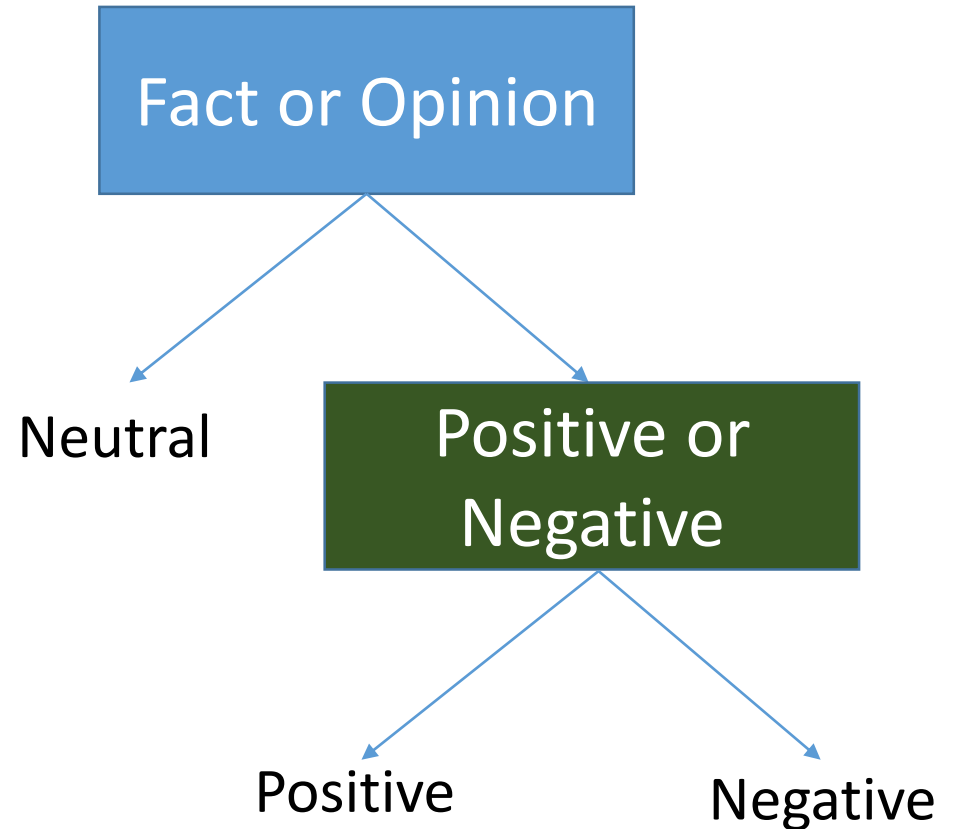 Fact or Opinion
Neutral
Positive or
Negative
Positive
Negative